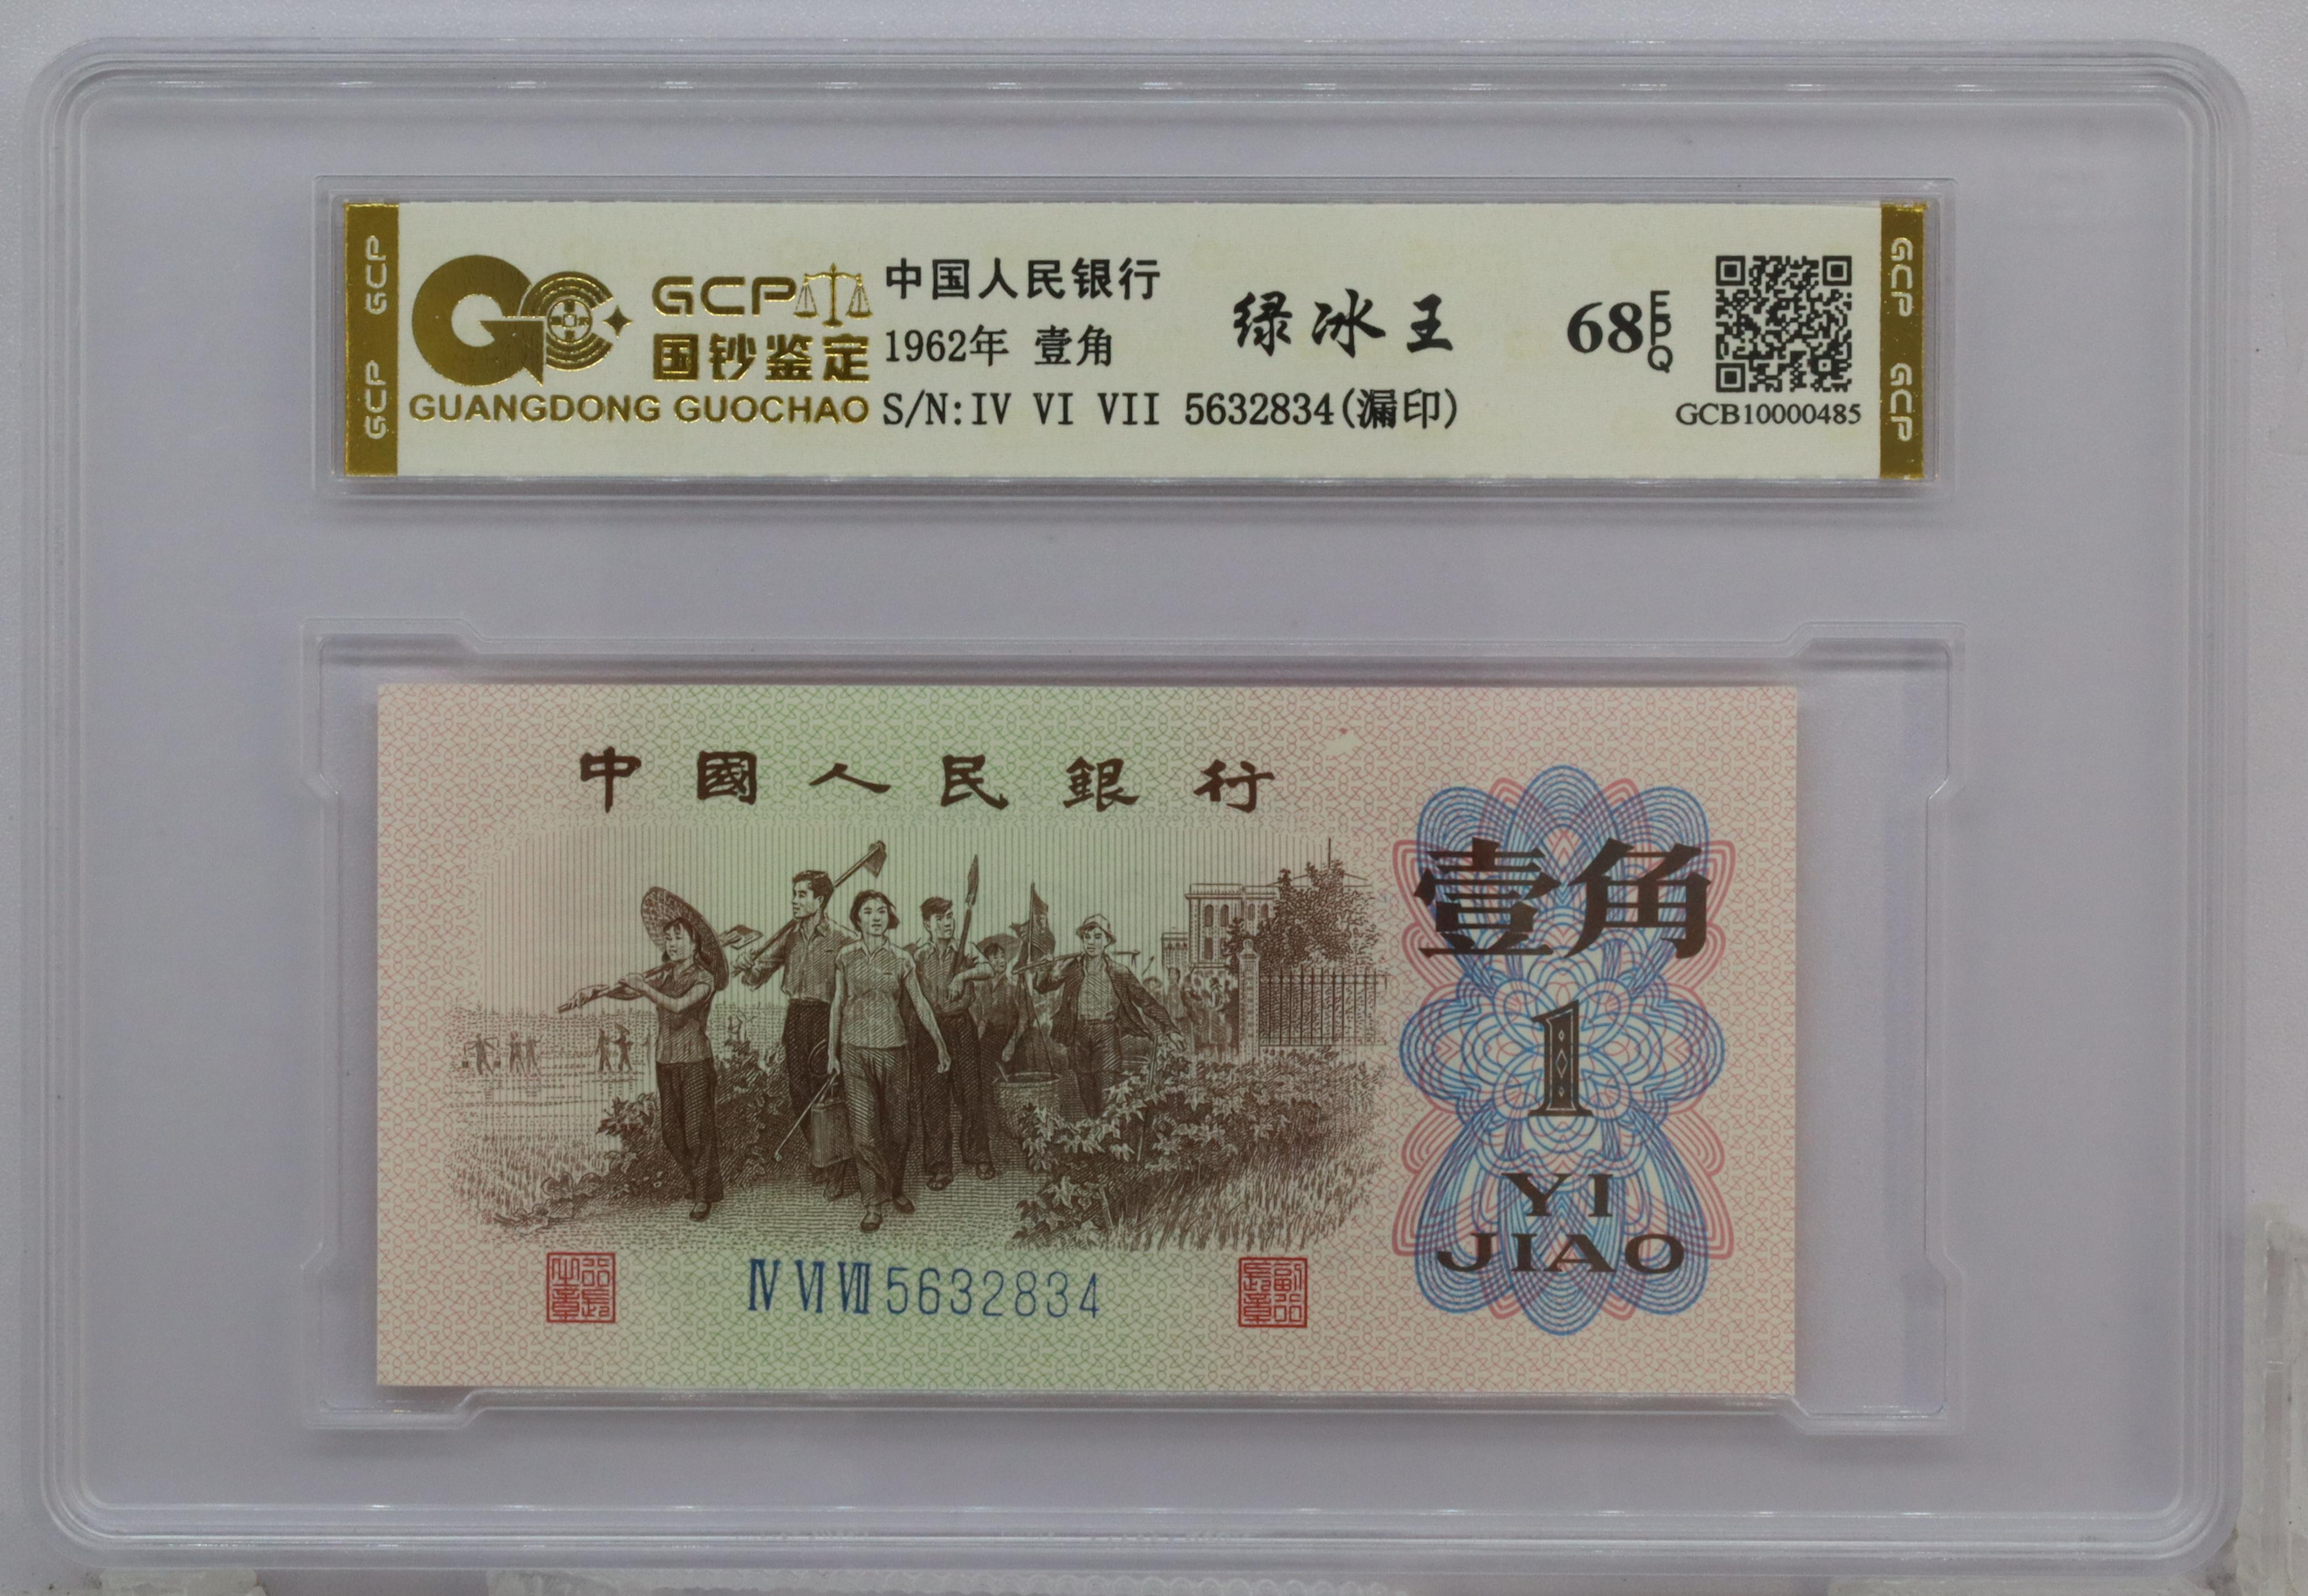 GCP GCP
GCP
国钞鉴定
GUANGDONG GUOCHAO
中国人民银行
1962年 壹角
S/N:IV VI VII 5632834(漏印)
绿冰王
68 EPQ
GCB10000485
GCP GCP
中國人民銀行
壹角
1
YI
JIAO
Ⅳ Ⅵ Ⅶ 5632834